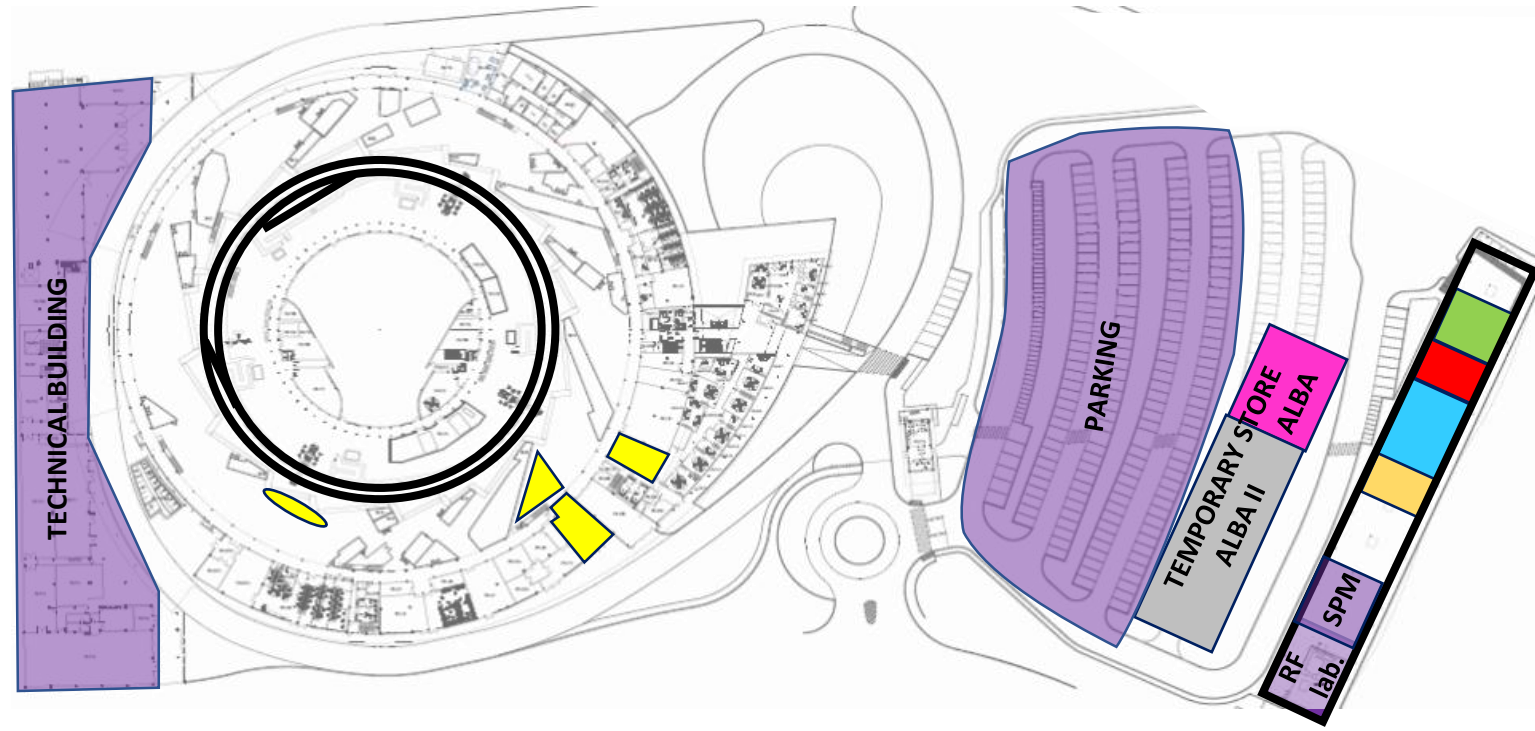 TECHNICAL BUILDING
PARKING
TEMPORARY STORE
ALBA II
ALBA
SPM
RF
lab.